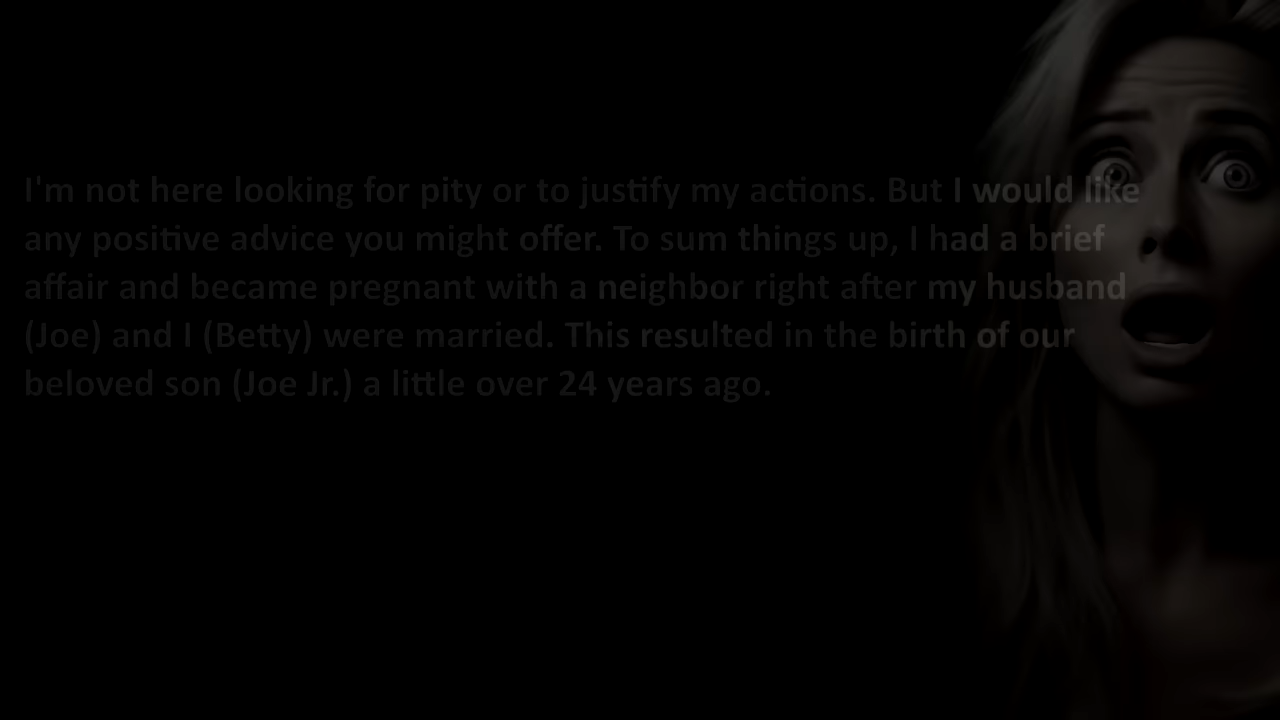 I'm not here looking for pity or to justify my actions. But I would like
any positive advice you might offer. To sum things up, I had a brief
affair and became pregnant with a neighbor right after my husband
(Joe) and I (Betty) were married. This resulted in the birth of our
beloved son (Joe Jr.) a little over 24 years ago.